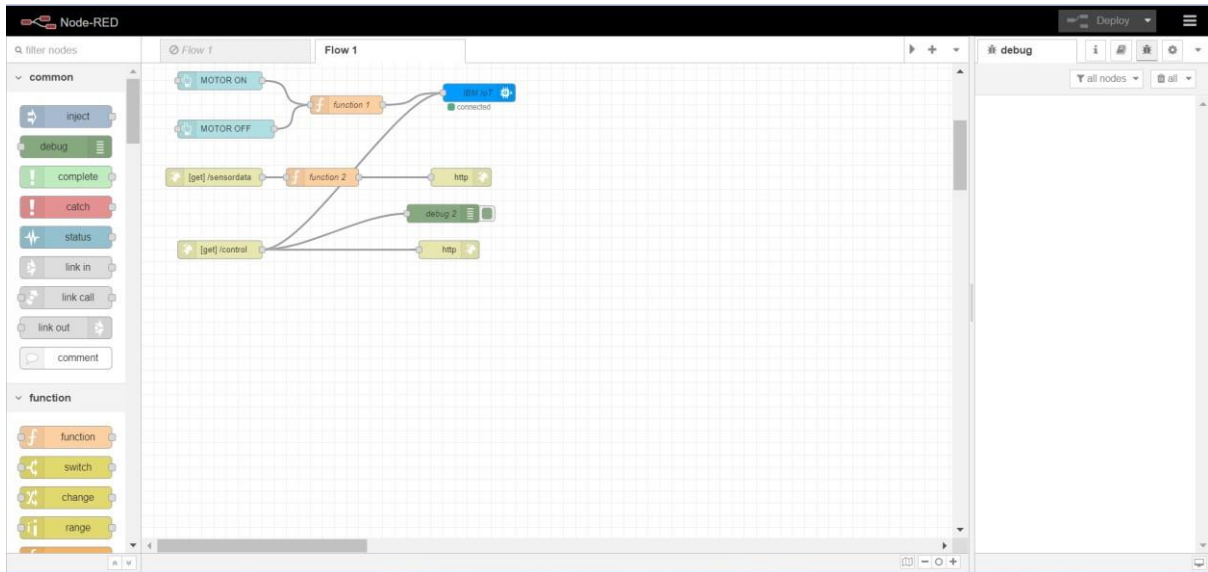 Node-RED
Deploy
filter nodes
Flow 1
Flow 1
debug
i
all nodes
all
common
inject
debug
complete
catch
status
link in
link call
link out
comment
function
function
switch
change
range
MOTOR ON
MOTOR OFF
function 1
IBM IoT
connected
[get] /sensordata
function 2
http
debug 2
[get] /control
http